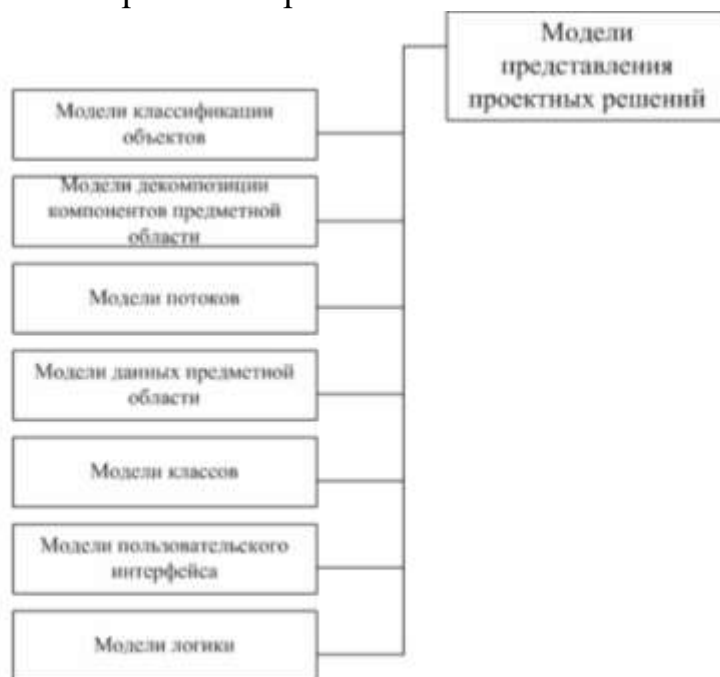 Модели
представления
проектных решений
Модели классификации
объектов
Модели декомпозиции
компонентов предметной
области
Модели потоков
Модели данных предметной
области
Модели классов
Модели пользовательского
интерфейса
Модели логики